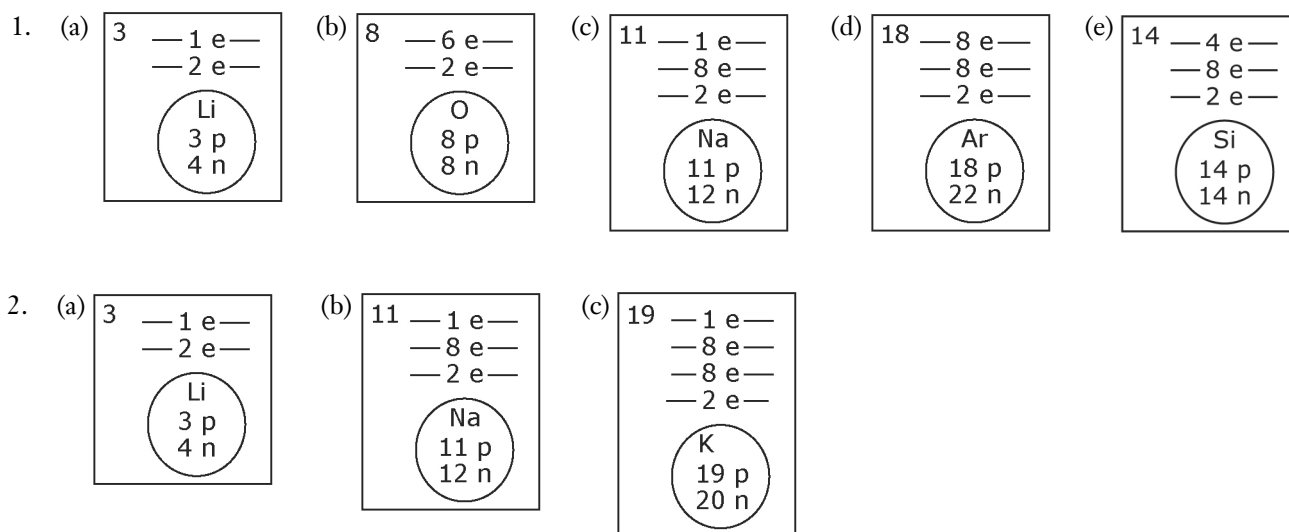 1. (a) 3 — 1 e —
— 2 e —
Li
3 p
4 n
(b) 8 — 6 e —
— 2 e —
O
8 p
8 n
(c) 11 — 1 e —
— 8 e —
— 2 e —
Na
11 p
12 n
(d) 18 — 8 e —
— 8 e —
— 2 e —
Ar
18 p
22 n
(e) 14 — 4 e —
— 8 e —
— 2 e —
Si
14 p
14 n
2. (a) 3 — 1 e —
— 2 e —
Li
3 p
4 n
(b) 11 — 1 e —
— 8 e —
— 2 e —
Na
11 p
12 n
(c) 19 — 1 e —
— 8 e —
— 8 e —
— 2 e —
K
19 p
20 n